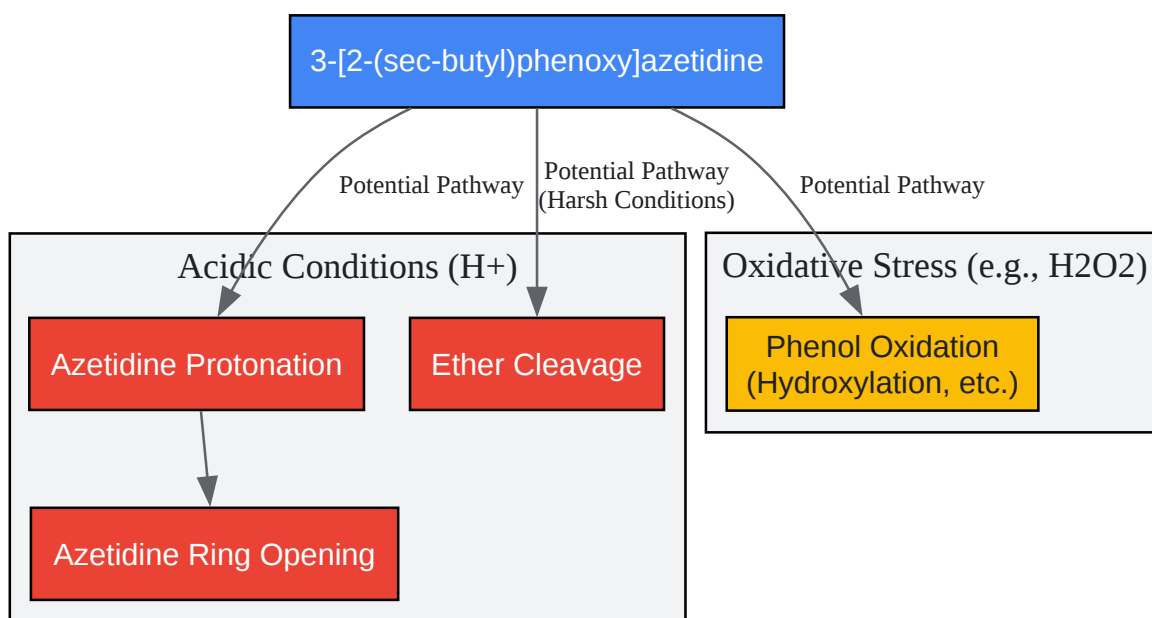 3-[2-(sec-butyl)phenoxy]azetidine
Potential Pathway
Potential Pathway
(Harsh Conditions)
Potential Pathway
Acidic Conditions (H+)
Oxidative Stress (e.g., H2O2)
Azetidine Protonation
Ether Cleavage
Phenol Oxidation
(Hydroxylation, etc.)
Azetidine Ring Opening